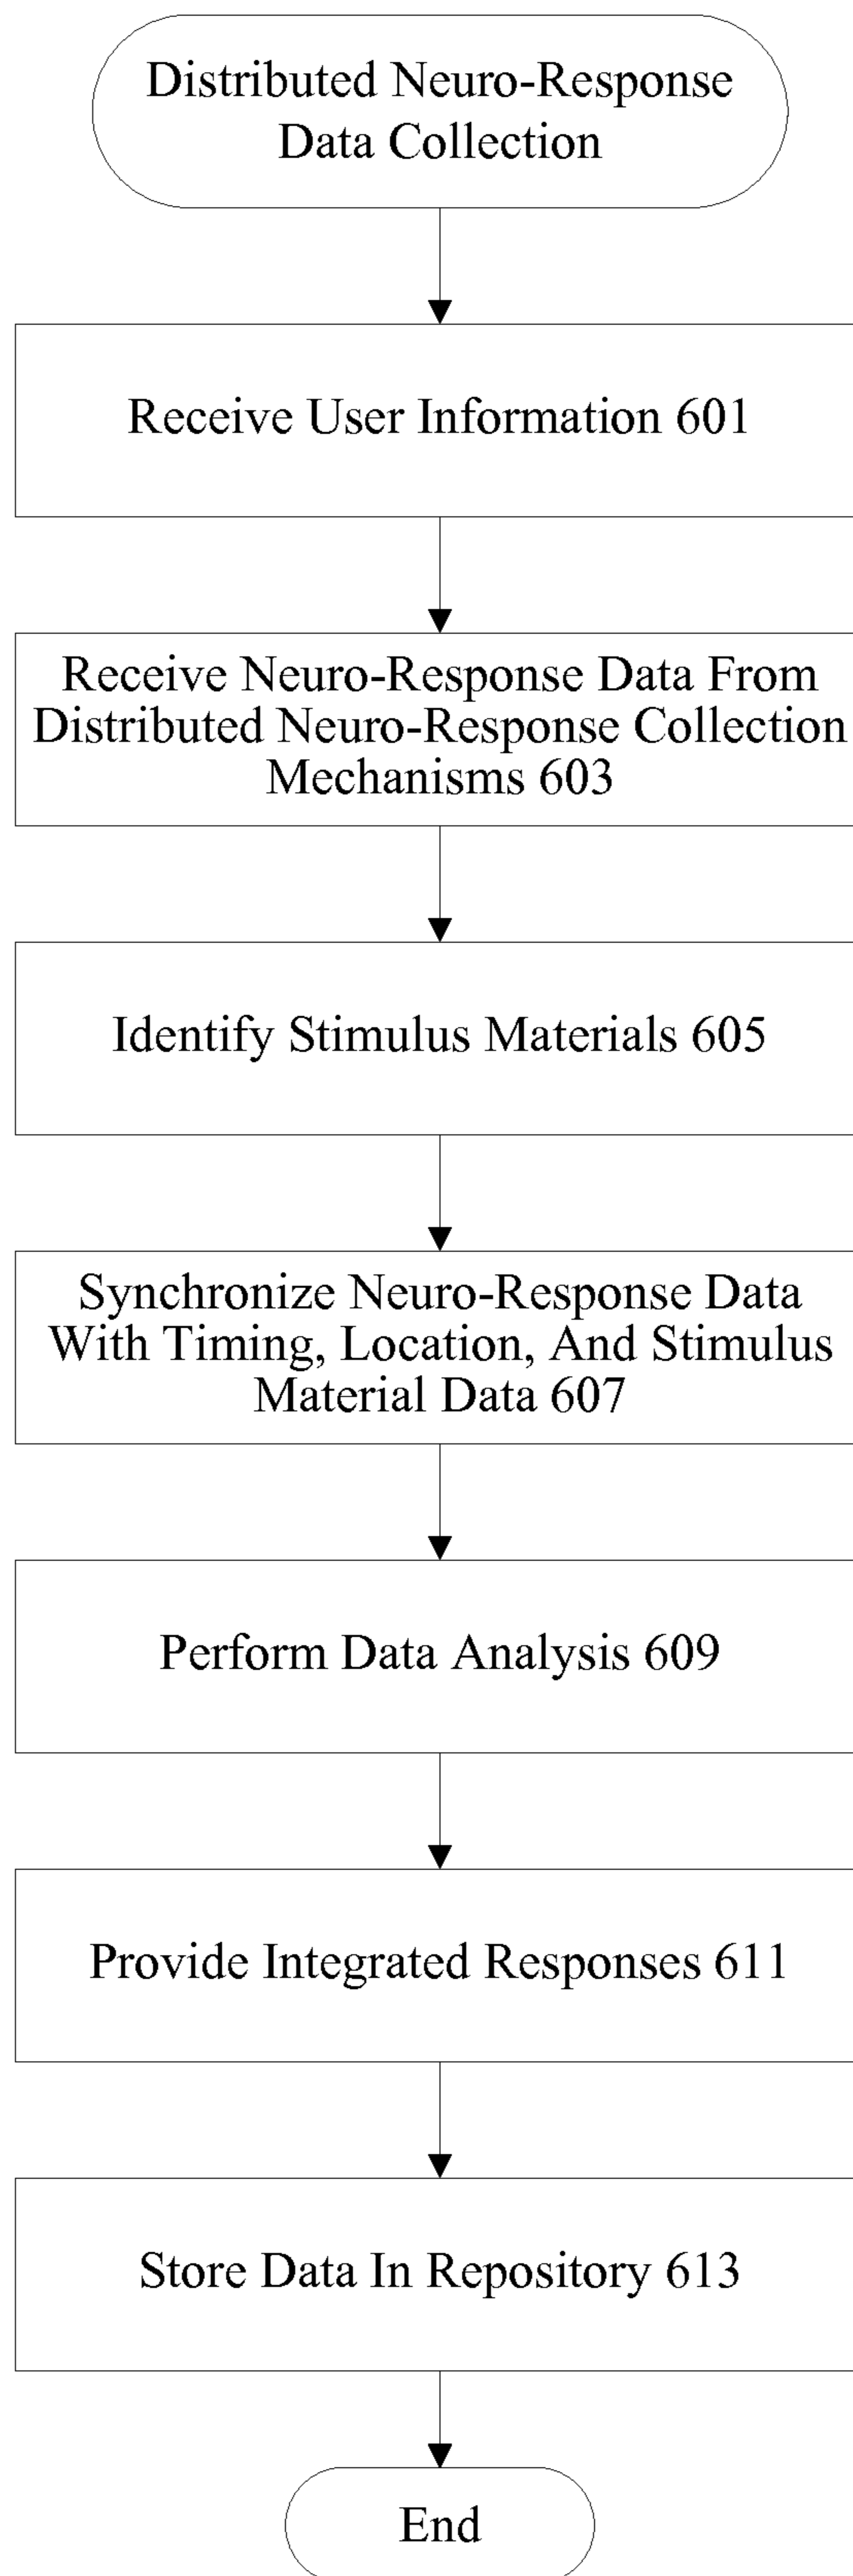 Distributed Neuro-Response
Data Collection
Receive User Information 601
Receive Neuro-Response Data From
Distributed Neuro-Response Collection
Mechanisms 603
Identify Stimulus Materials 605
Synchronize Neuro-Response Data
With Timing, Location, And Stimulus
Material Data 607
Perform Data Analysis 609
Provide Integrated Responses 611
Store Data In Repository 613
End